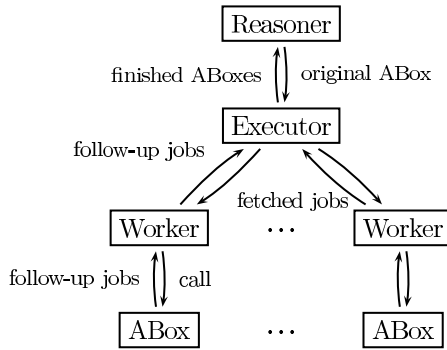 Reasoner
finished ABoxes
original ABox
Executor
follow-up jobs
fetched jobs
Worker
...
Worker
follow-up jobs
call
ABox
...
ABox